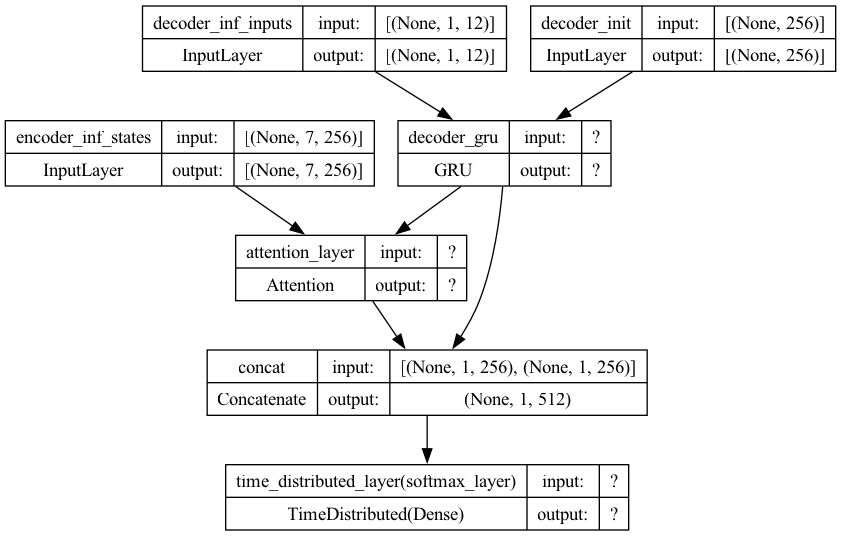 decoder_inf_inputs input: [(None, 1, 12)]
InputLayer output: [(None, 1, 12)]
decoder_init input: [(None, 256)]
InputLayer output: [(None, 256)]
encoder_inf_states input: [(None, 7, 256)]
InputLayer output: [(None, 7, 256)]
decoder_gru input: ?
GRU output: ?
attention_layer input: ?
Attention output: ?
concat input: [(None, 1, 256), (None, 1, 256)]
Concatenate output: (None, 1, 512)
time_distributed_layer(softmax_layer) input: ?
TimeDistributed(Dense) output: ?